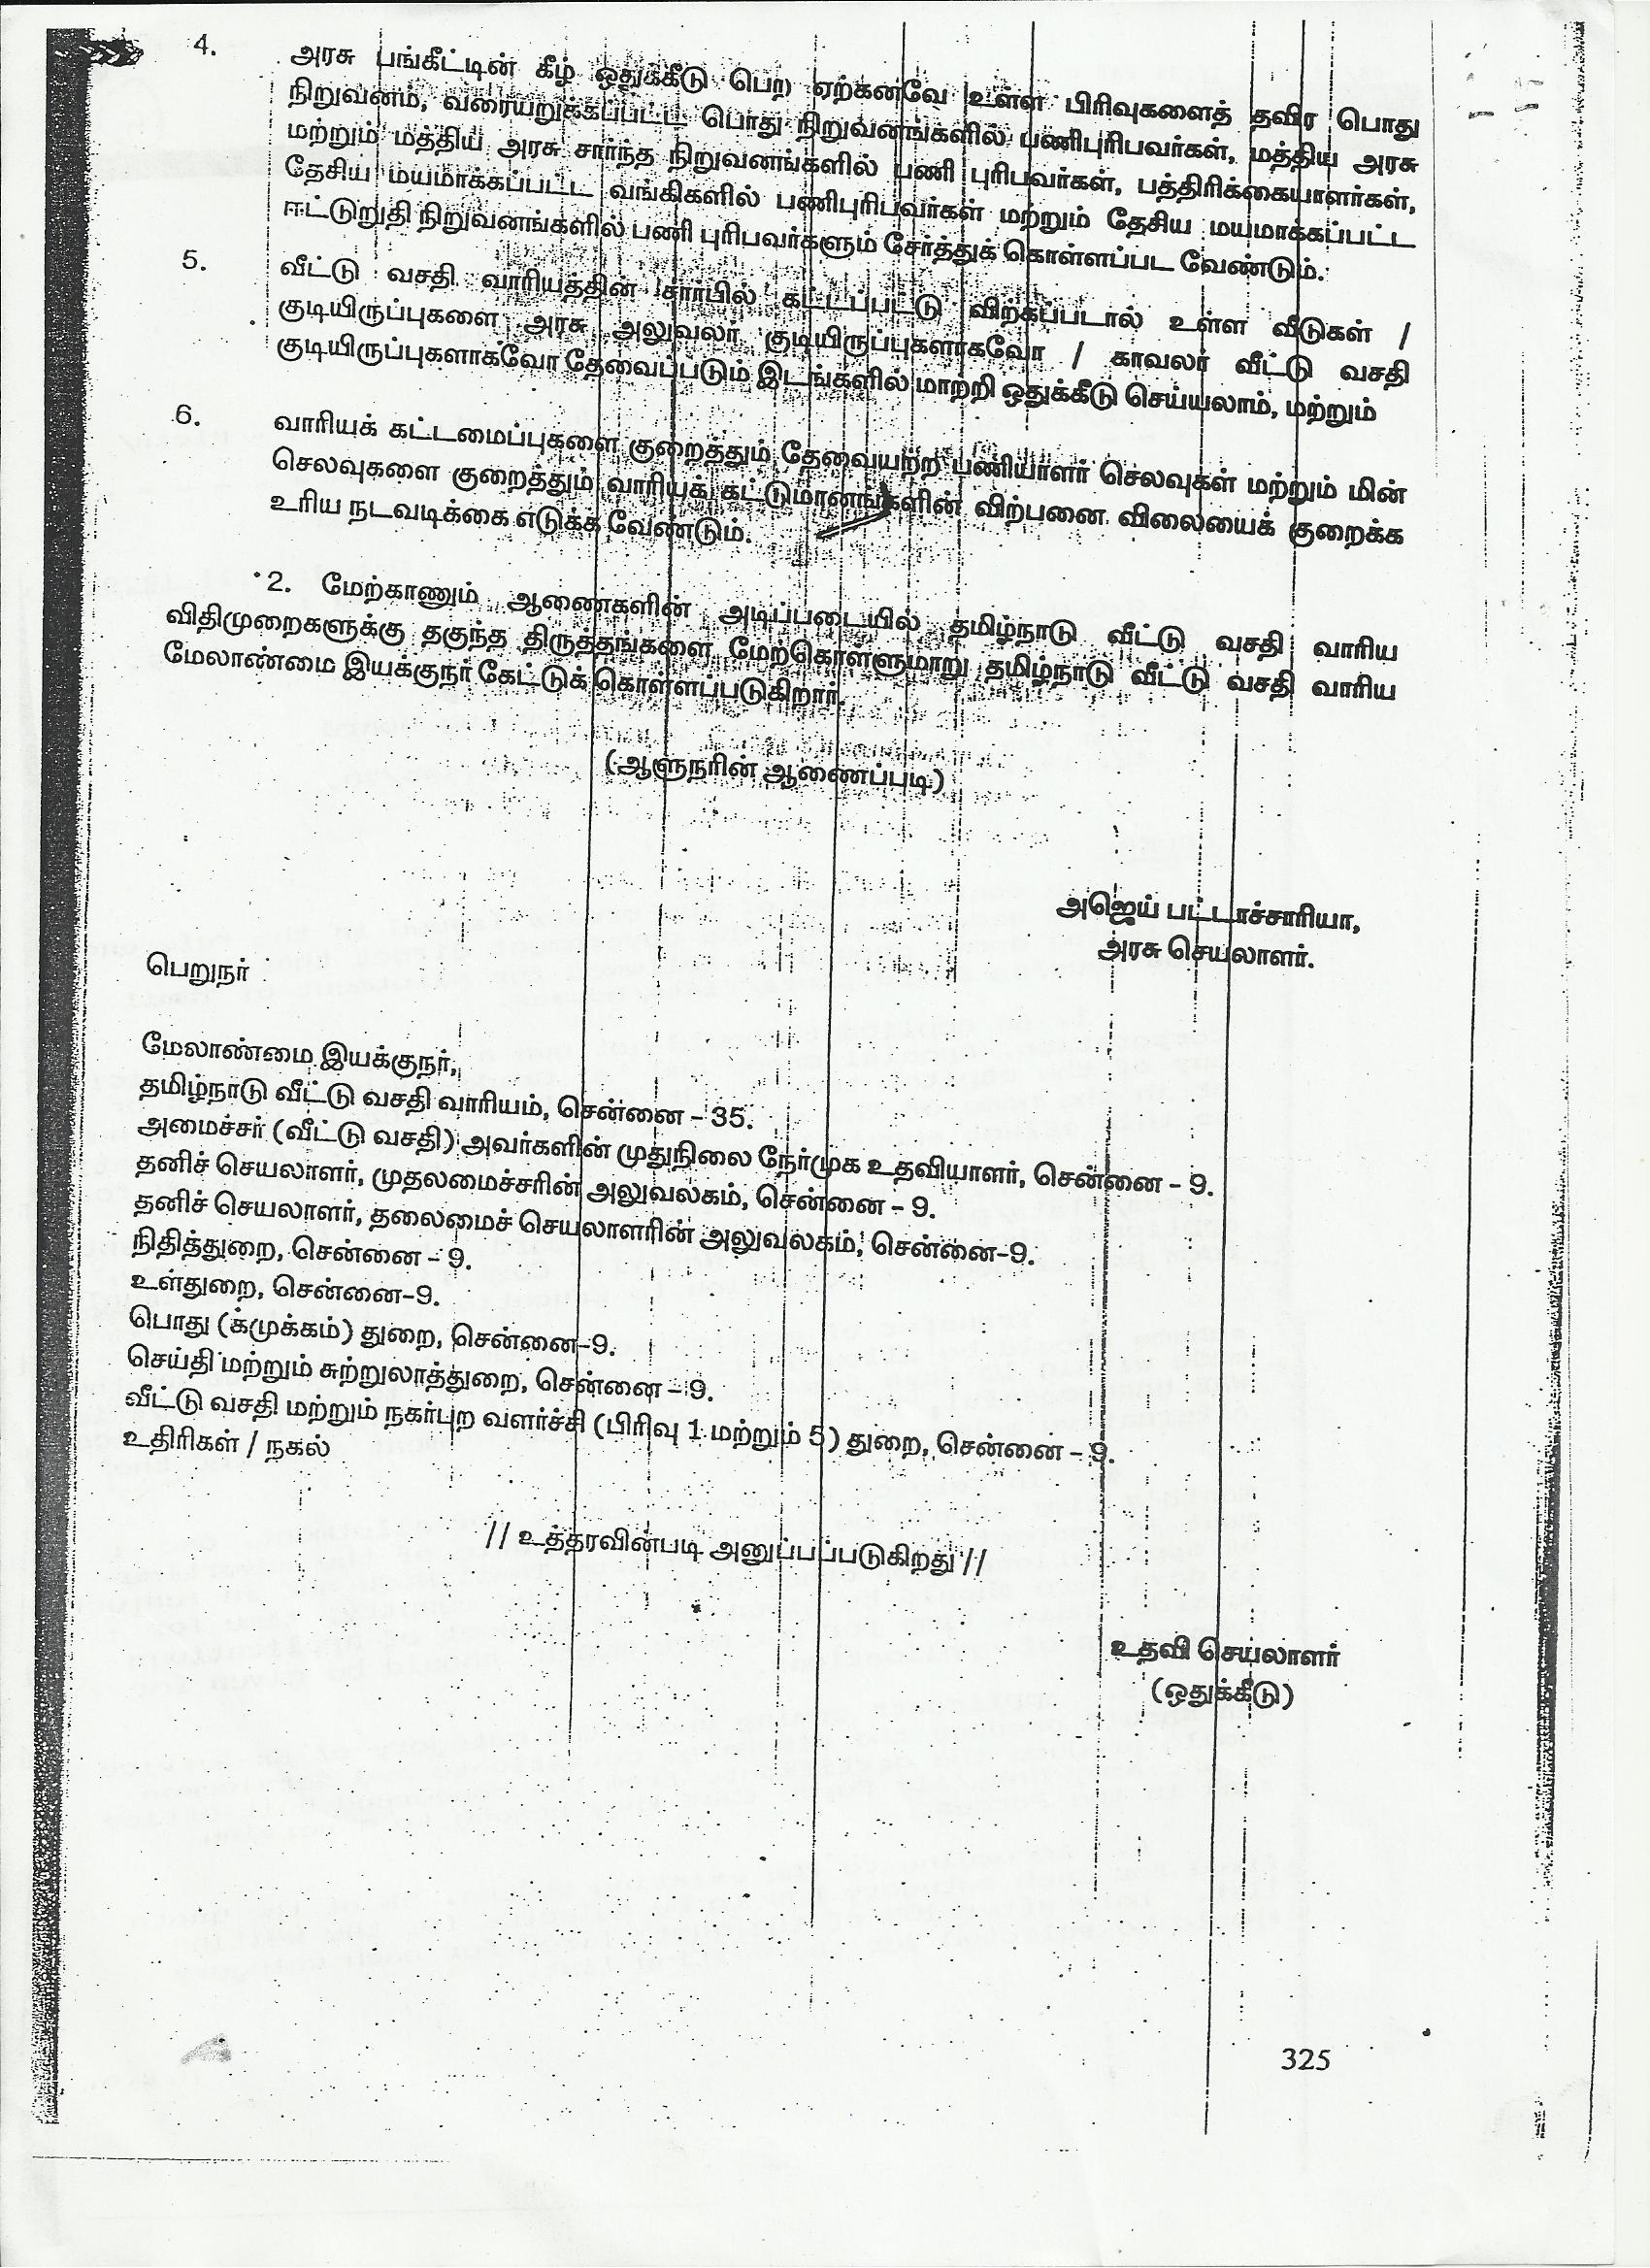 4. அரசு பங்கீட்டின் கீழ் ஒதுக்கீடு பெற ஏற்கனவே உள்ள பிரிவுகளைத் தவிர பொது
நிறுவனம், வரையறுக்கப்பட்ட பொது நிறுவனங்களில் பணிபுரிபவர்கள், மத்திய அரசு
மற்றும் மத்திய அரசு சார்ந்த நிறுவனங்களில் பணி புரிபவர்கள், பத்திரிக்கையாளர்கள்,
தேசிய மயமாக்கப்பட்ட வங்கிகளில் பணிபுரிபவர்கள் மற்றும் தேசிய மயமாக்கப்பட்ட
ஈட்டுறுதி நிறுவனங்களில் பணி புரிபவர்களும் சேர்த்துக் கொள்ளப்பட வேண்டும்.
5. வீட்டு வசதி வாரியத்தின் சார்பில் கட்டப்பட்டு விற்கப்படால் உள்ள வீடுகள் /
குடியிருப்புகளை அரசு அலுவலர் குடியிருப்புகளாகவோ / காவலர் வீட்டு வசதி
குடியிருப்புகளாகவோ தேவைப்படும் இடங்களில் மாற்றி ஒதுக்கீடு செய்யலாம், மற்றும்
6. வாரியக் கட்டமைப்புகளை குறைத்தும் தேவையற்ற பணியாளர் செலவுகள் மற்றும் மின்
செலவுகளை குறைத்தும் வாரியக் கட்டுமானங்களின் விற்பனை விலையைக் குறைக்க
உரிய நடவடிக்கை எடுக்க வேண்டும்.
2. மேற்காணும் ஆணைகளின் அடிப்படையில் தமிழ்நாடு வீட்டு வசதி வாரிய
விதிமுறைகளுக்கு தகுந்த திருத்தங்களை மேற்கொள்ளுமாறு தமிழ்நாடு வீட்டு வசதி வாரிய
மேலாண்மை இயக்குநர் கேட்டுக் கொள்ளப்படுகிறார்.
(ஆளுநரின் ஆணைப்படி)
அஜெய் பட்டாச்சாரியா,
அரசு செயலாளர்.
பெறுநர்
மேலாண்மை இயக்குநர்,
தமிழ்நாடு வீட்டு வசதி வாரியம், சென்னை – 35.
அமைச்சர் (வீட்டு வசதி) அவர்களின் முதுநிலை நேர்முக உதவியாளர், சென்னை – 9.
தனிச் செயலாளர், முதலமைச்சரின் அலுவலகம், சென்னை – 9.
தனிச் செயலாளர், தலைமைச் செயலாளரின் அலுவலகம், சென்னை–9.
நிதித்துறை, சென்னை – 9.
உள்துறை, சென்னை–9.
பொது (க்முக்கம்) துறை, சென்னை–9.
செய்தி மற்றும் சுற்றுலாத்துறை, சென்னை – 9.
வீட்டு வசதி மற்றும் நகர்புற வளர்ச்சி (பிரிவு 1 மற்றும் 5) துறை, சென்னை – 9.
உதிரிகள் / நகல்
// உத்தரவின்படி அனுப்பப்படுகிறது //
உதவி செயலாளர்
(ஒதுக்கீடு)
325